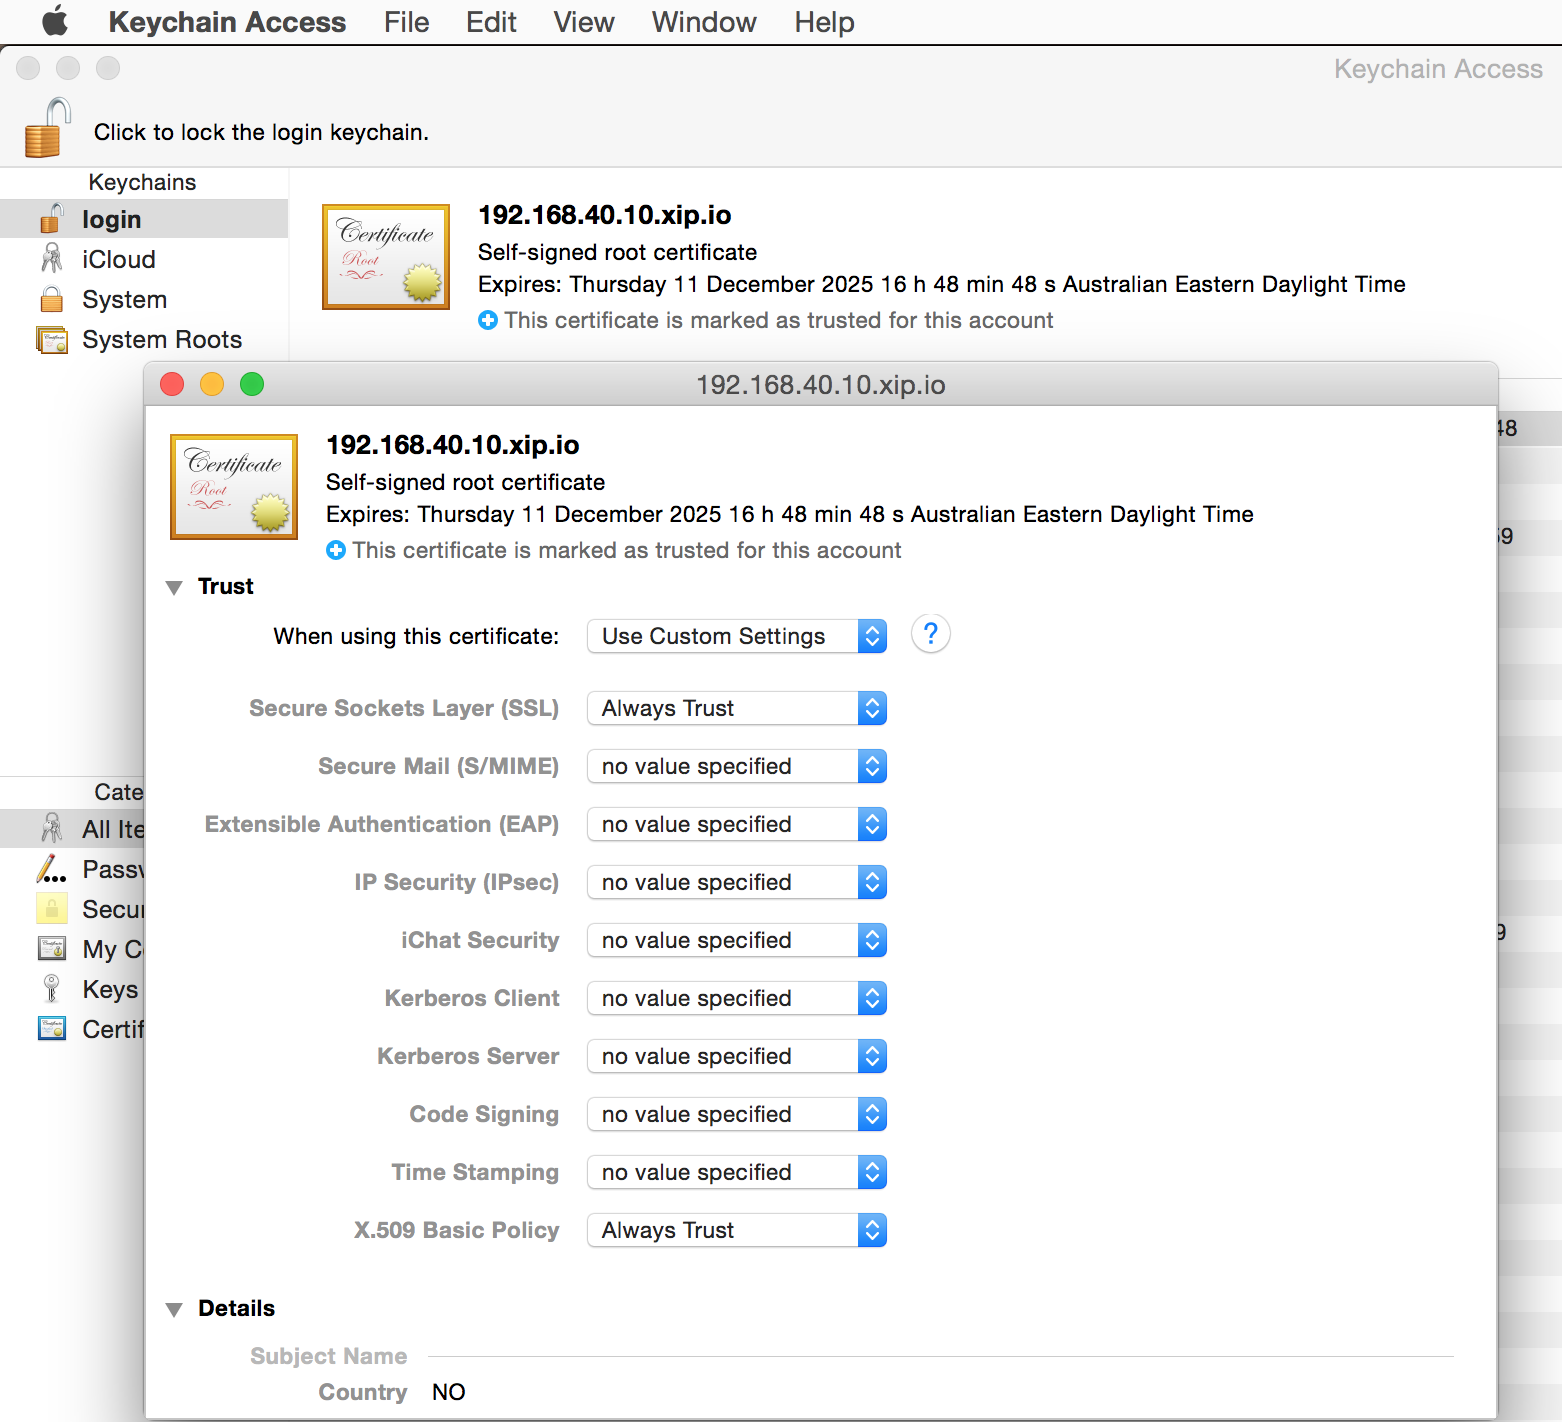 Keychain Access File Edit View Window Help
Keychain Access
Click to lock the login keychain.
Keychains
login
iCloud
System
System Roots
Certificate
Root
192.168.40.10.xip.io
Self-signed root certificate
Expires: Thursday 11 December 2025 16 h 48 min 48 s Australian Eastern Daylight Time
This certificate is marked as trusted for this account
192.168.40.10.xip.io
Certificate
Root
192.168.40.10.xip.io
Self-signed root certificate
Expires: Thursday 11 December 2025 16 h 48 min 48 s Australian Eastern Daylight Time
This certificate is marked as trusted for this account
Trust
When using this certificate: Use Custom Settings ?
Secure Sockets Layer (SSL) Always Trust
Secure Mail (S/MIME) no value specified
Extensible Authentication (EAP) no value specified
IP Security (IPsec) no value specified
iChat Security no value specified
Kerberos Client no value specified
Kerberos Server no value specified
Code Signing no value specified
Time Stamping no value specified
X.509 Basic Policy Always Trust
Details
Subject Name
Country NO
Cate
All Ite
Passw
Secur
My C
Keys
Certif
48
59
9